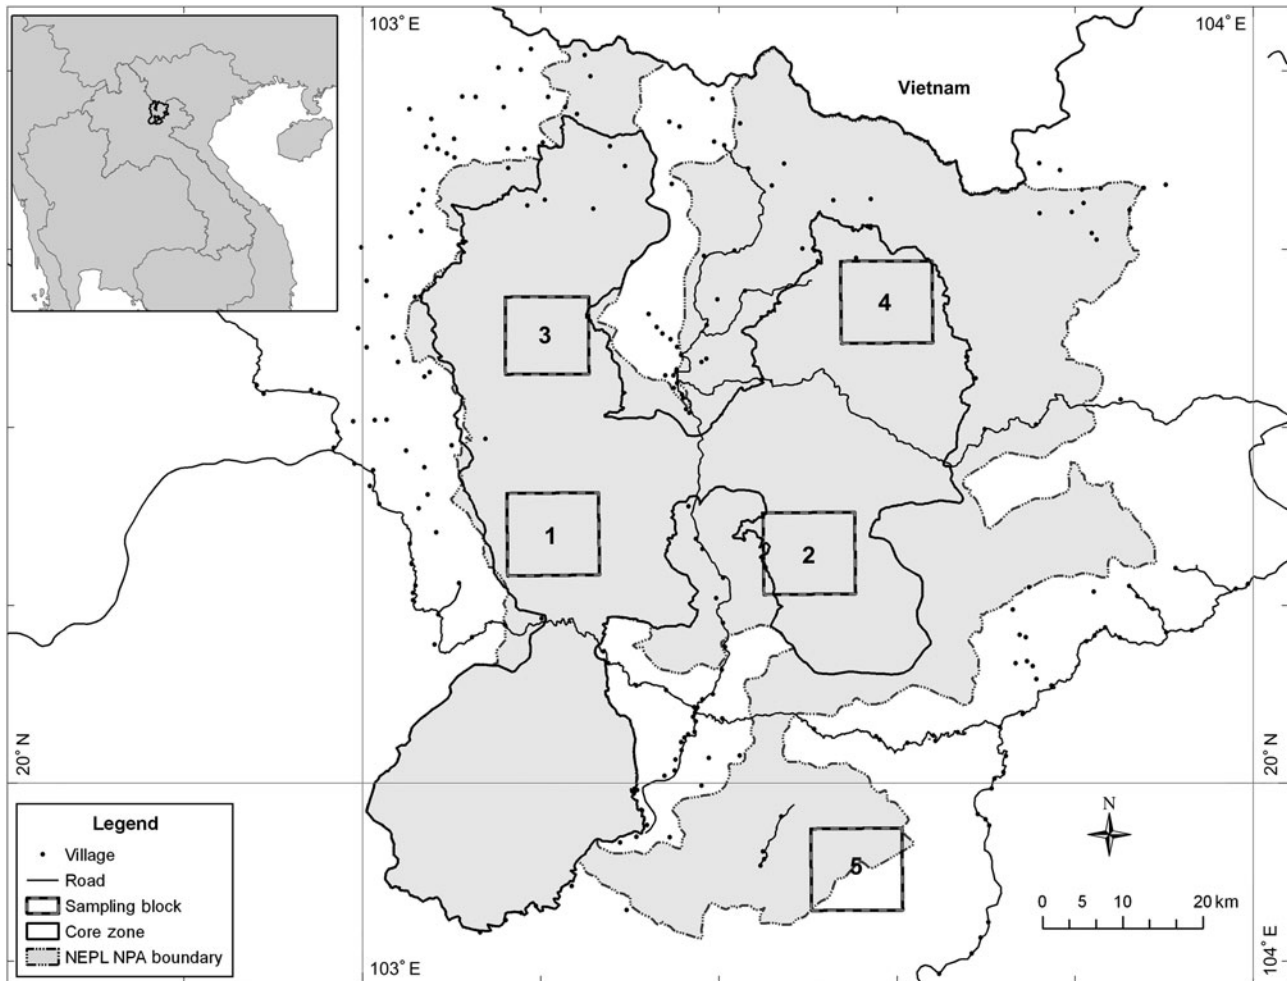 103° E
104° E
Vietnam
3
4
1
2
20° N
20° N
5
Legend
Village
Road
Sampling block
Core zone
NEPL NPA boundary
N
0 5 10 20 km
103° E
104° E